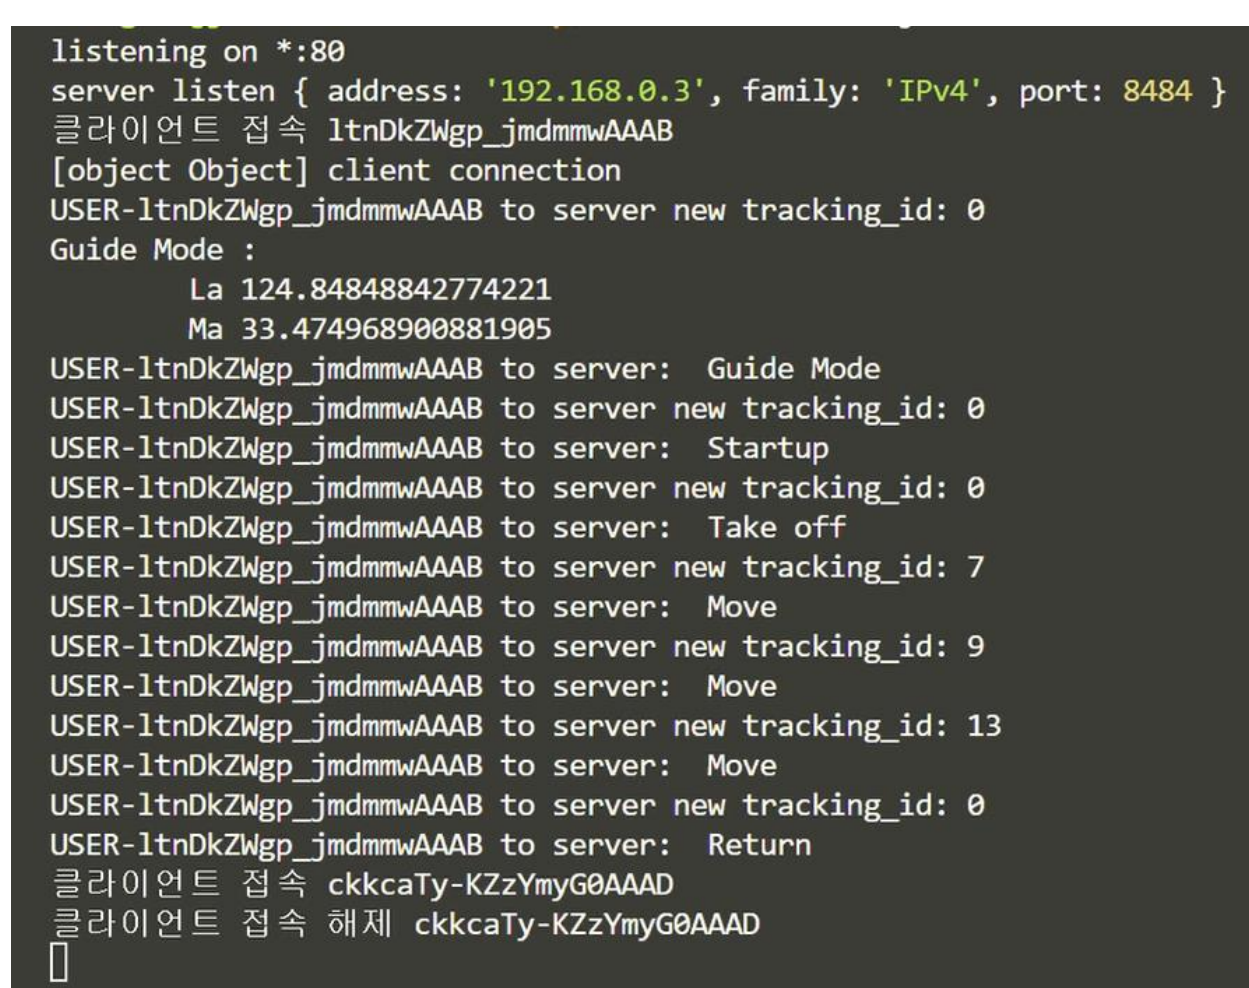 listening on *:80
server listen { address: '192.168.0.3', family: 'IPv4', port: 8484 }
클라이언트 접속 ltnDkZWgp_jmdmmwAAAB
[object Object] client connection
USER-ltnDkZWgp_jmdmmwAAAB to server new tracking_id: 0
Guide Mode :
La 124.84848842774221
Ma 33.474968900881905
USER-ltnDkZWgp_jmdmmwAAAB to server:  Guide Mode
USER-ltnDkZWgp_jmdmmwAAAB to server new tracking_id: 0
USER-ltnDkZWgp_jmdmmwAAAB to server:  Startup
USER-ltnDkZWgp_jmdmmwAAAB to server new tracking_id: 0
USER-ltnDkZWgp_jmdmmwAAAB to server:  Take off
USER-ltnDkZWgp_jmdmmwAAAB to server new tracking_id: 7
USER-ltnDkZWgp_jmdmmwAAAB to server:  Move
USER-ltnDkZWgp_jmdmmwAAAB to server new tracking_id: 9
USER-ltnDkZWgp_jmdmmwAAAB to server:  Move
USER-ltnDkZWgp_jmdmmwAAAB to server new tracking_id: 13
USER-ltnDkZWgp_jmdmmwAAAB to server:  Move
USER-ltnDkZWgp_jmdmmwAAAB to server new tracking_id: 0
USER-ltnDkZWgp_jmdmmwAAAB to server:  Return
클라이언트 접속 ckkcaTy-KZzYmyG0AAAD
클라이언트 접속 해제 ckkcaTy-KZzYmyG0AAAD